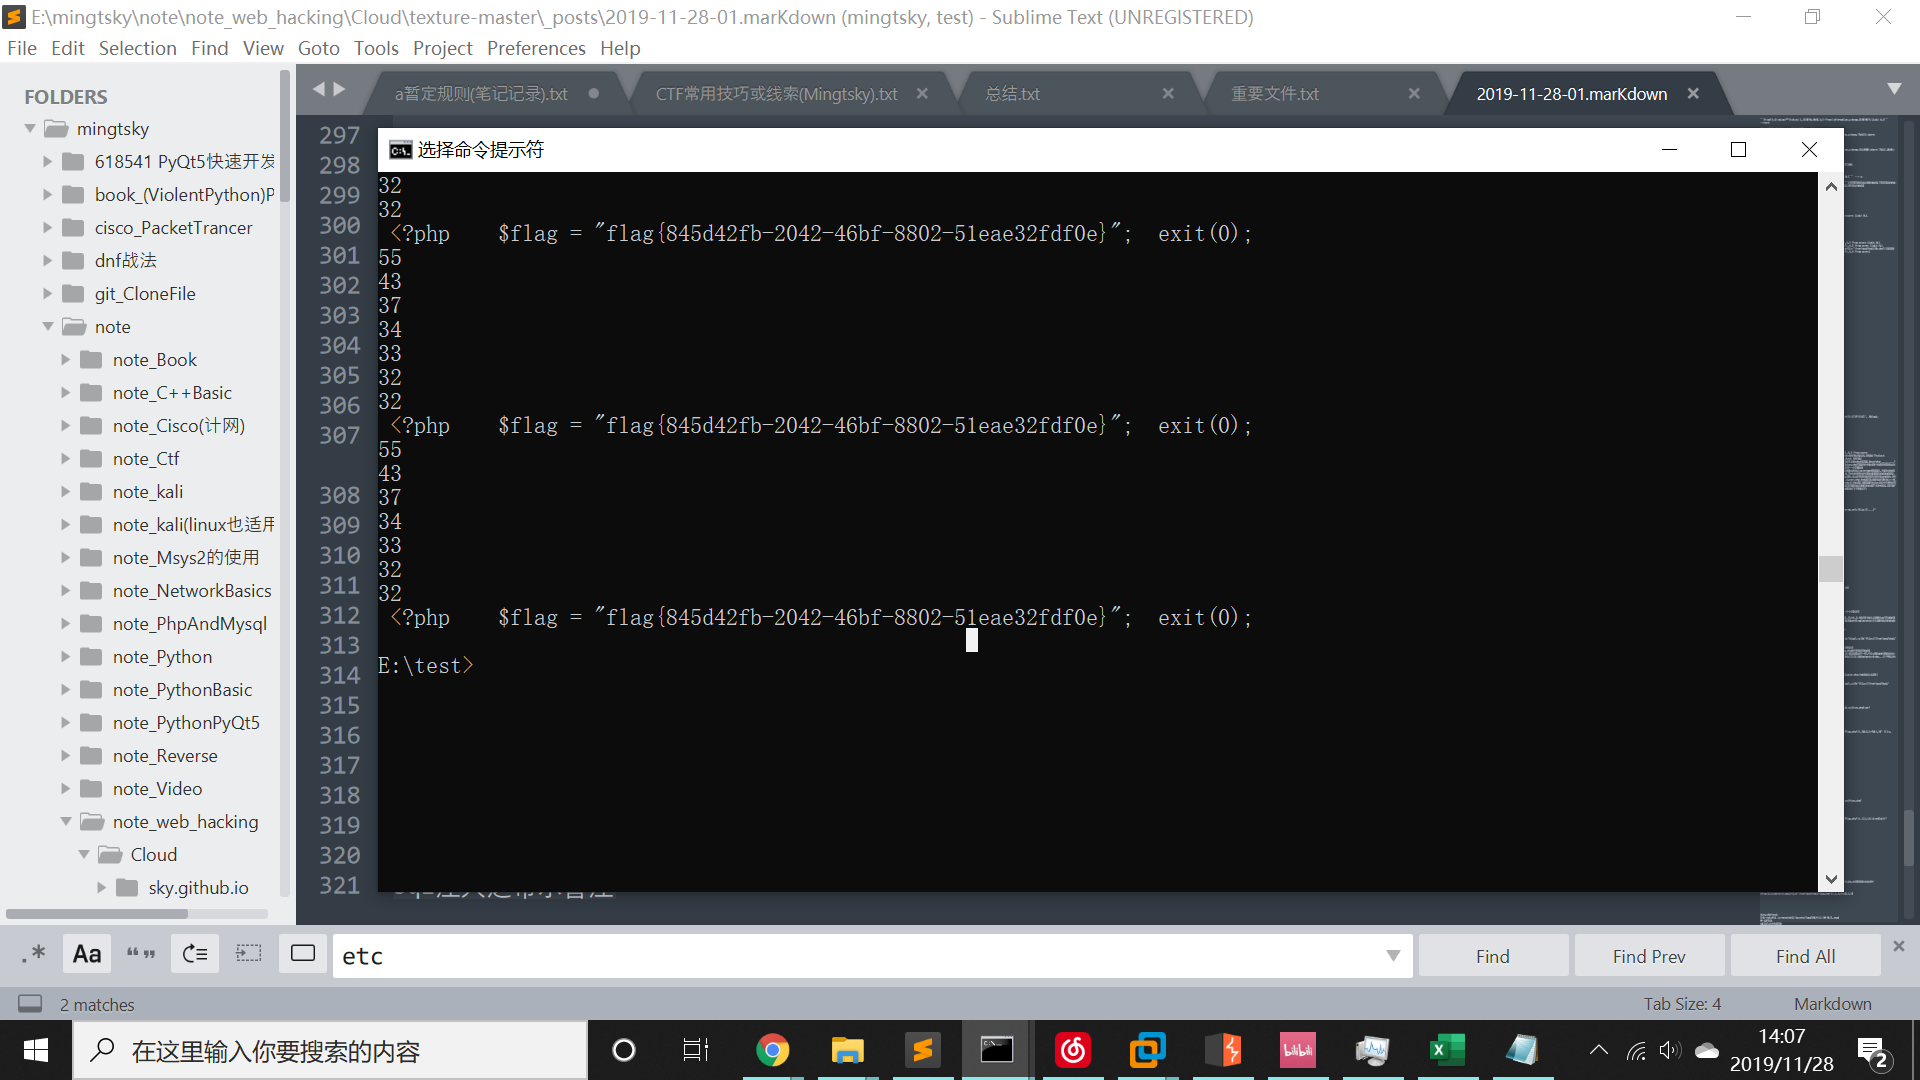 E:\mingtsky\note\note_web_hacking\Cloud\texture-master\_posts\2019-11-28-01.marKdown (mingtsky, test) - Sublime Text (UNREGISTERED)
File Edit Selection Find View Goto Tools Project Preferences Help
a暂定规则(笔记记录).txt
CTF常用技巧或线索(Mingtsky).txt
总结.txt
重要文件.txt
2019-11-28-01.marKdown
FOLDERS
mingtsky
618541 PyQt5快速开发
book_(ViolentPython)P
cisco_PacketTrancer
dnf战法
git_CloneFile
note
note_Book
note_C++Basic
note_Cisco(计网)
note_Ctf
note_kali
note_kali(linux也适用
note_Msys2的使用
note_NetworkBasics
note_PhpAndMysql
note_Python
note_PythonBasic
note_PythonPyQt5
note_Reverse
note_Video
note_web_hacking
Cloud
sky.github.io
297
298
299
300
301
302
303
304
305
306
307
308
309
310
311
312
313
314
315
316
317
318
319
320
321
选择命令提示符
32
32
<?php    $flag = "flag{845d42fb-2042-46bf-8802-51eae32fdf0e}";  exit(0);
55
43
37
34
33
32
32
<?php    $flag = "flag{845d42fb-2042-46bf-8802-51eae32fdf0e}";  exit(0);
55
43
37
34
33
32
32
<?php    $flag = "flag{845d42fb-2042-46bf-8802-51eae32fdf0e}";  exit(0);
E:\test>
.* Aa “”
etc
Find
Find Prev
Find All
2 matches
Tab Size: 4
Markdown
在这里输入你要搜索的内容
bilibili
14:07
2019/11/28
2